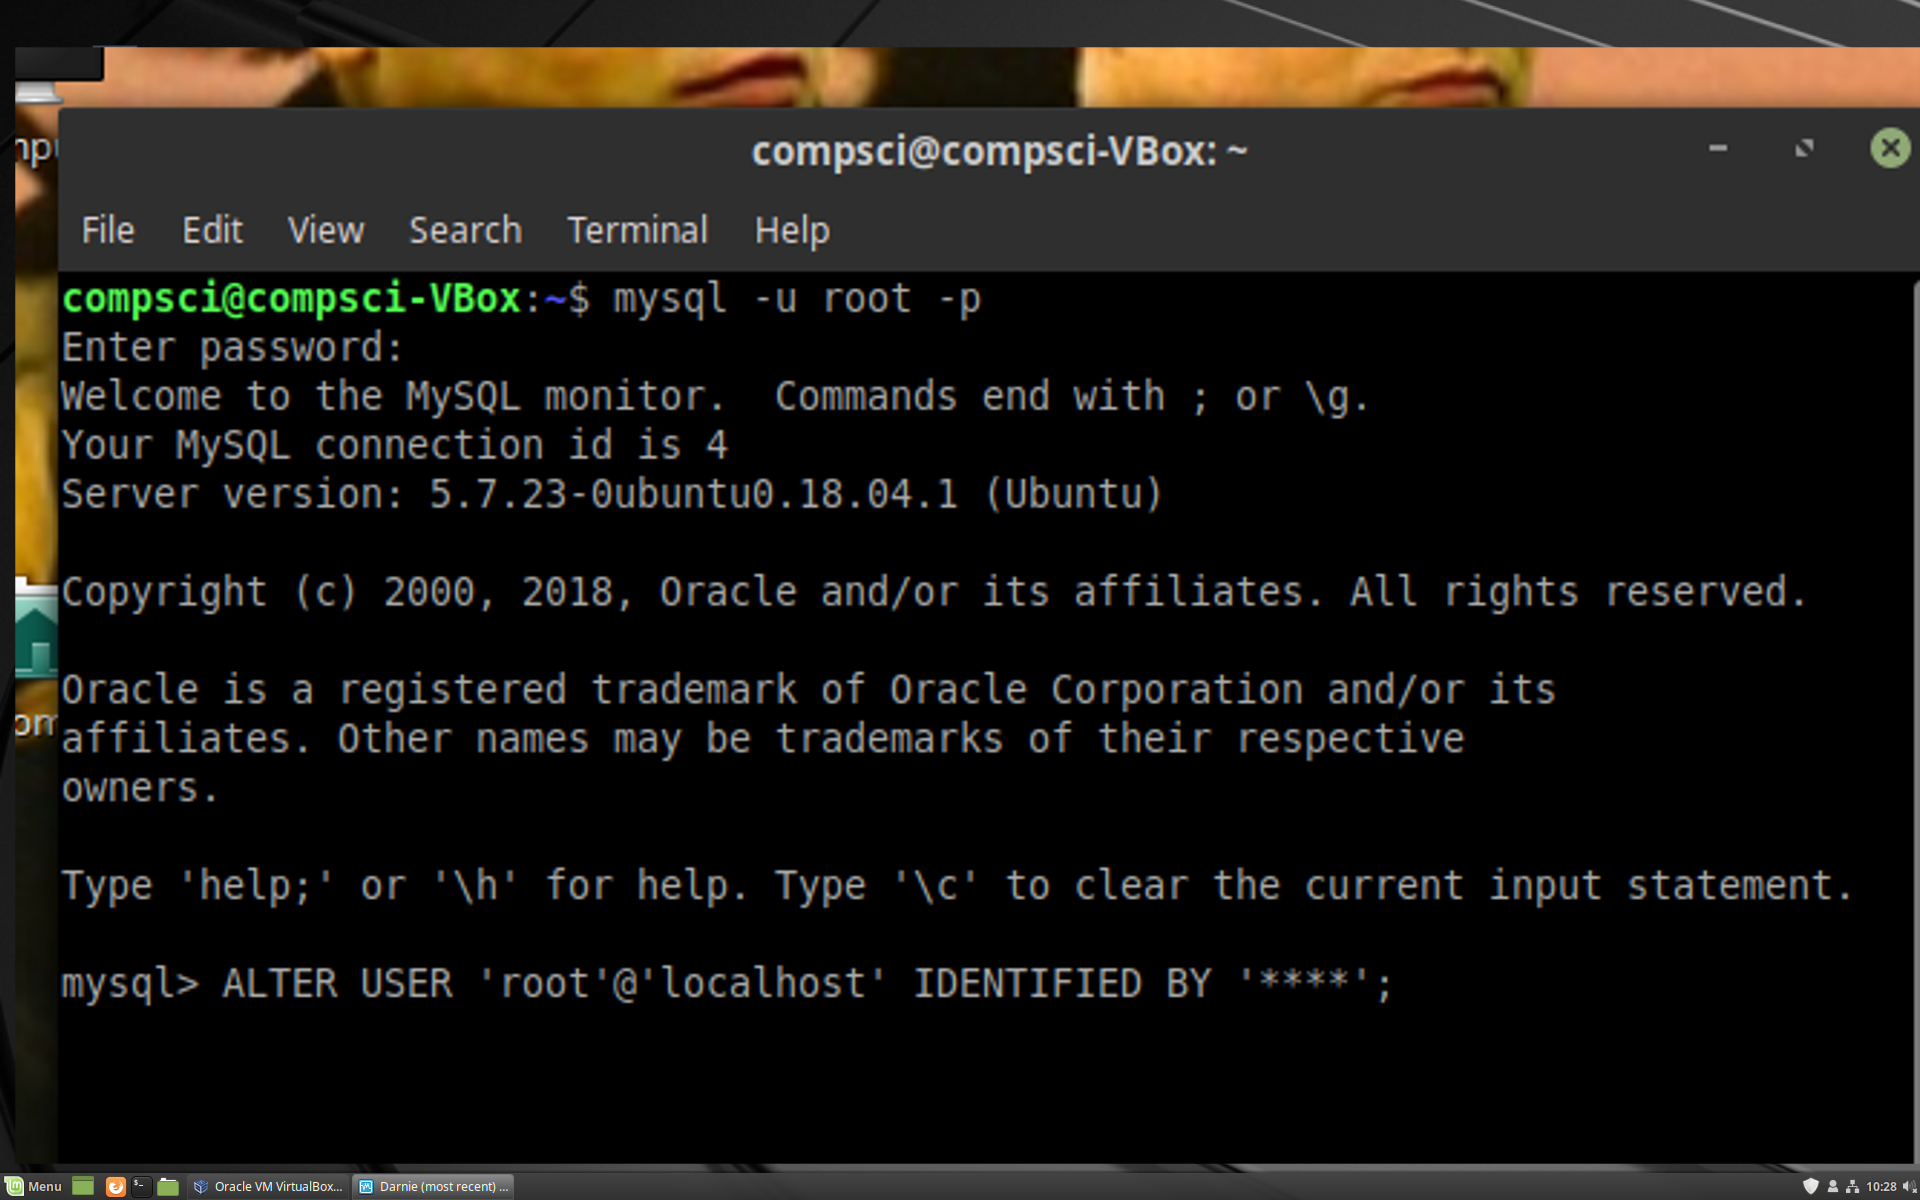 compsci@compsci-VBox: ~
File Edit View Search Terminal Help
compsci@compsci-VBox:~$ mysql -u root -p
Enter password:
Welcome to the MySQL monitor.  Commands end with ; or \g.
Your MySQL connection id is 4
Server version: 5.7.23-0ubuntu0.18.04.1 (Ubuntu)
Copyright (c) 2000, 2018, Oracle and/or its affiliates. All rights reserved.
Oracle is a registered trademark of Oracle Corporation and/or its
affiliates. Other names may be trademarks of their respective
owners.
Type 'help;' or '\h' for help. Type '\c' to clear the current input statement.
mysql> ALTER USER 'root'@'localhost' IDENTIFIED BY '****';
Menu Oracle VM VirtualBox... Darnie (most recent) ... 10:28